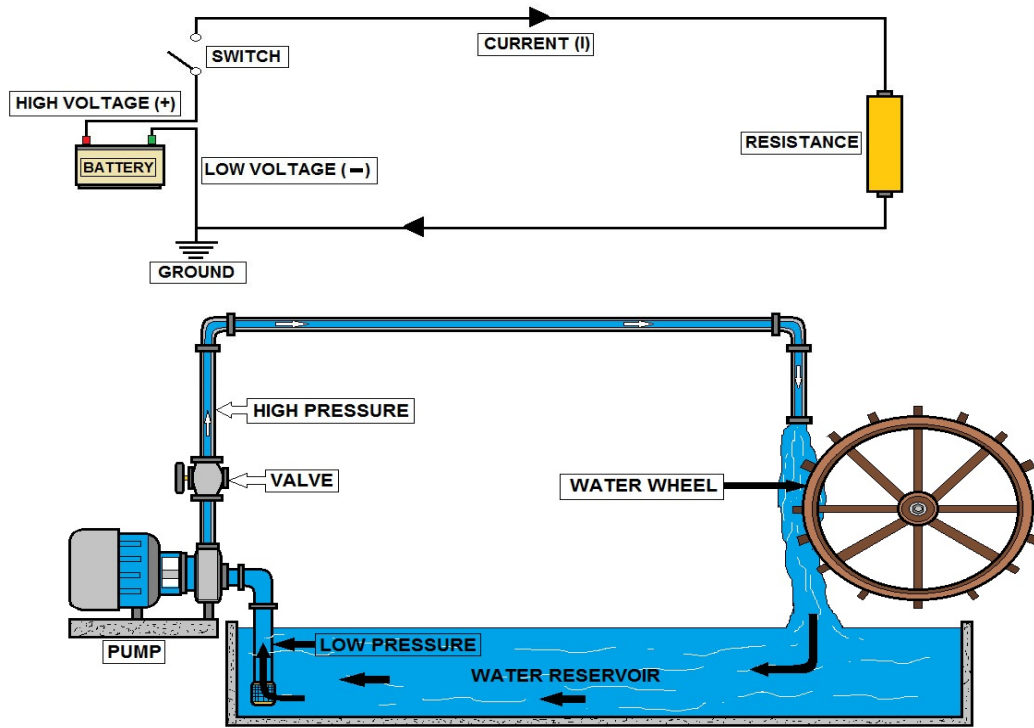 CURRENT (I)
SWITCH
HIGH VOLTAGE (+)
RESISTANCE
BATTERY
LOW VOLTAGE (−)
GROUND
HIGH PRESSURE
VALVE
WATER WHEEL
LOW PRESSURE
PUMP
WATER RESERVOIR